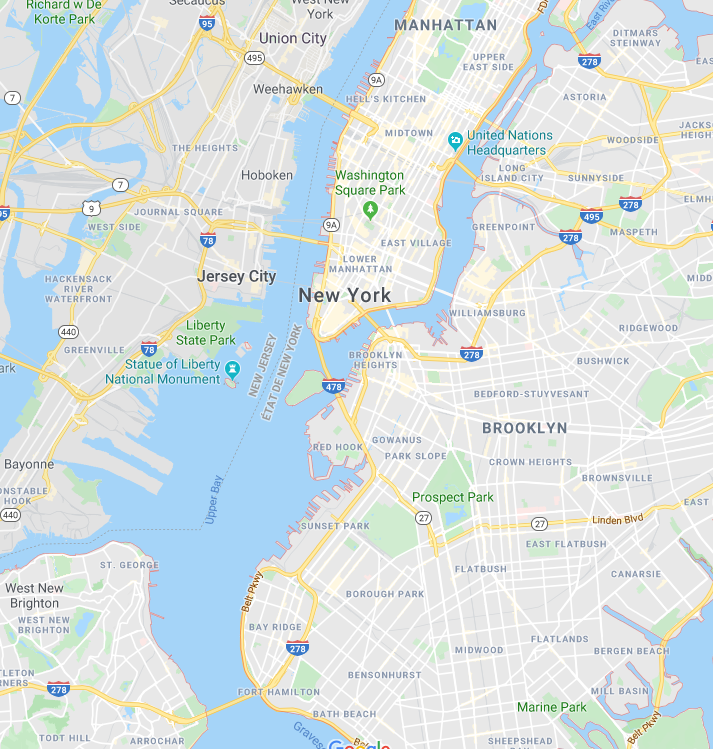 Richard w De
Korte Park
Secaucus
West New
York
MANHATTAN
FDR
East River
DITMARS
STEINWAY
95
Union City
495
278
UPPER
EAST SIDE
9A
7
Weehawken
HELL'S KITCHEN
ASTORIA
MIDTOWN
United Nations
Headquarters
WOODSIDE
JACKSON
THE HEIGHTS
Hoboken
Washington
Square Park
LONG
ISLAND CITY
SUNNYSIDE
7
9
95
JOURNAL SQUARE
WEST SIDE
278
495
9A
GREENPOINT
278
MASPETH
78
EAST VILLAGE
LOWER
MANHATTAN
Jersey City
HACKENSACK
RIVER
WATERFRONT
New York
WILLIAMSBURG
440
Liberty
State Park
RIDGEWOOD
GREENVILLE
78
NEW JERSEY
ÉTAT DE NEW YORK
BROOKLYN
HEIGHTS
278
BUSHWICK
Statue of Liberty
National Monument
478
BEDFORD-STUYVESANT
BROOKLYN
RED HOOK
GOWANUS
PARK SLOPE
CROWN HEIGHTS
Bayonne
BROWNSVILLE
Upper Bay
Prospect Park
440
27
27
Linden Blvd
EAST
SUNSET PARK
EAST FLATBUSH
ST. GEORGE
FLATBUSH
CANARSIE
West New
Brighton
Belt Pkwy
BOROUGH PARK
WEST NEW
BRIGHTON
BAY RIDGE
FLATLANDS
278
MIDWOOD
BERGEN BEACH
BENSONHURST
278
FORT HAMILTON
MILL BASIN
Marine Park
BATH BEACH
TODT HILL
ARROCHAR
SHEEPSHEAD
Belt Pkwy
Google